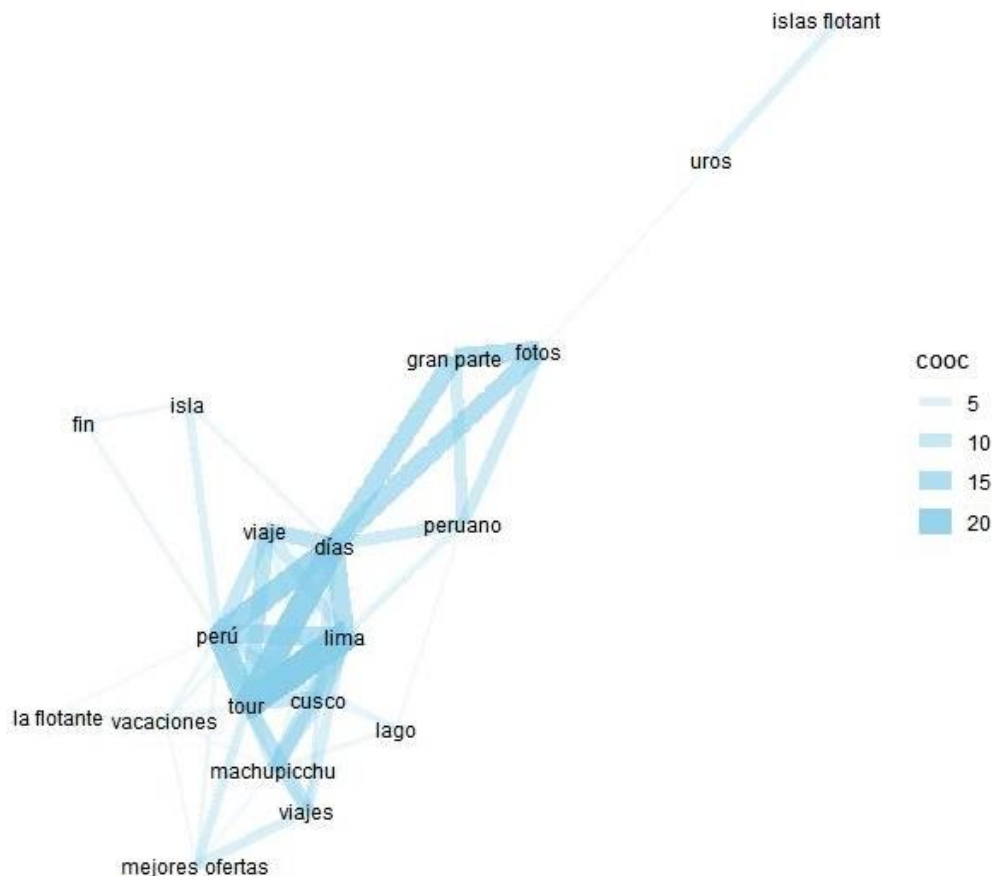 islas flotant
uros
gran parte
fotos
cooc
isla
5
fin
10
15
peruano
20
viaje
días
perú
lima
cusco
tour
la flotante
vacaciones
lago
machupicchu
viajes
mejores ofertas